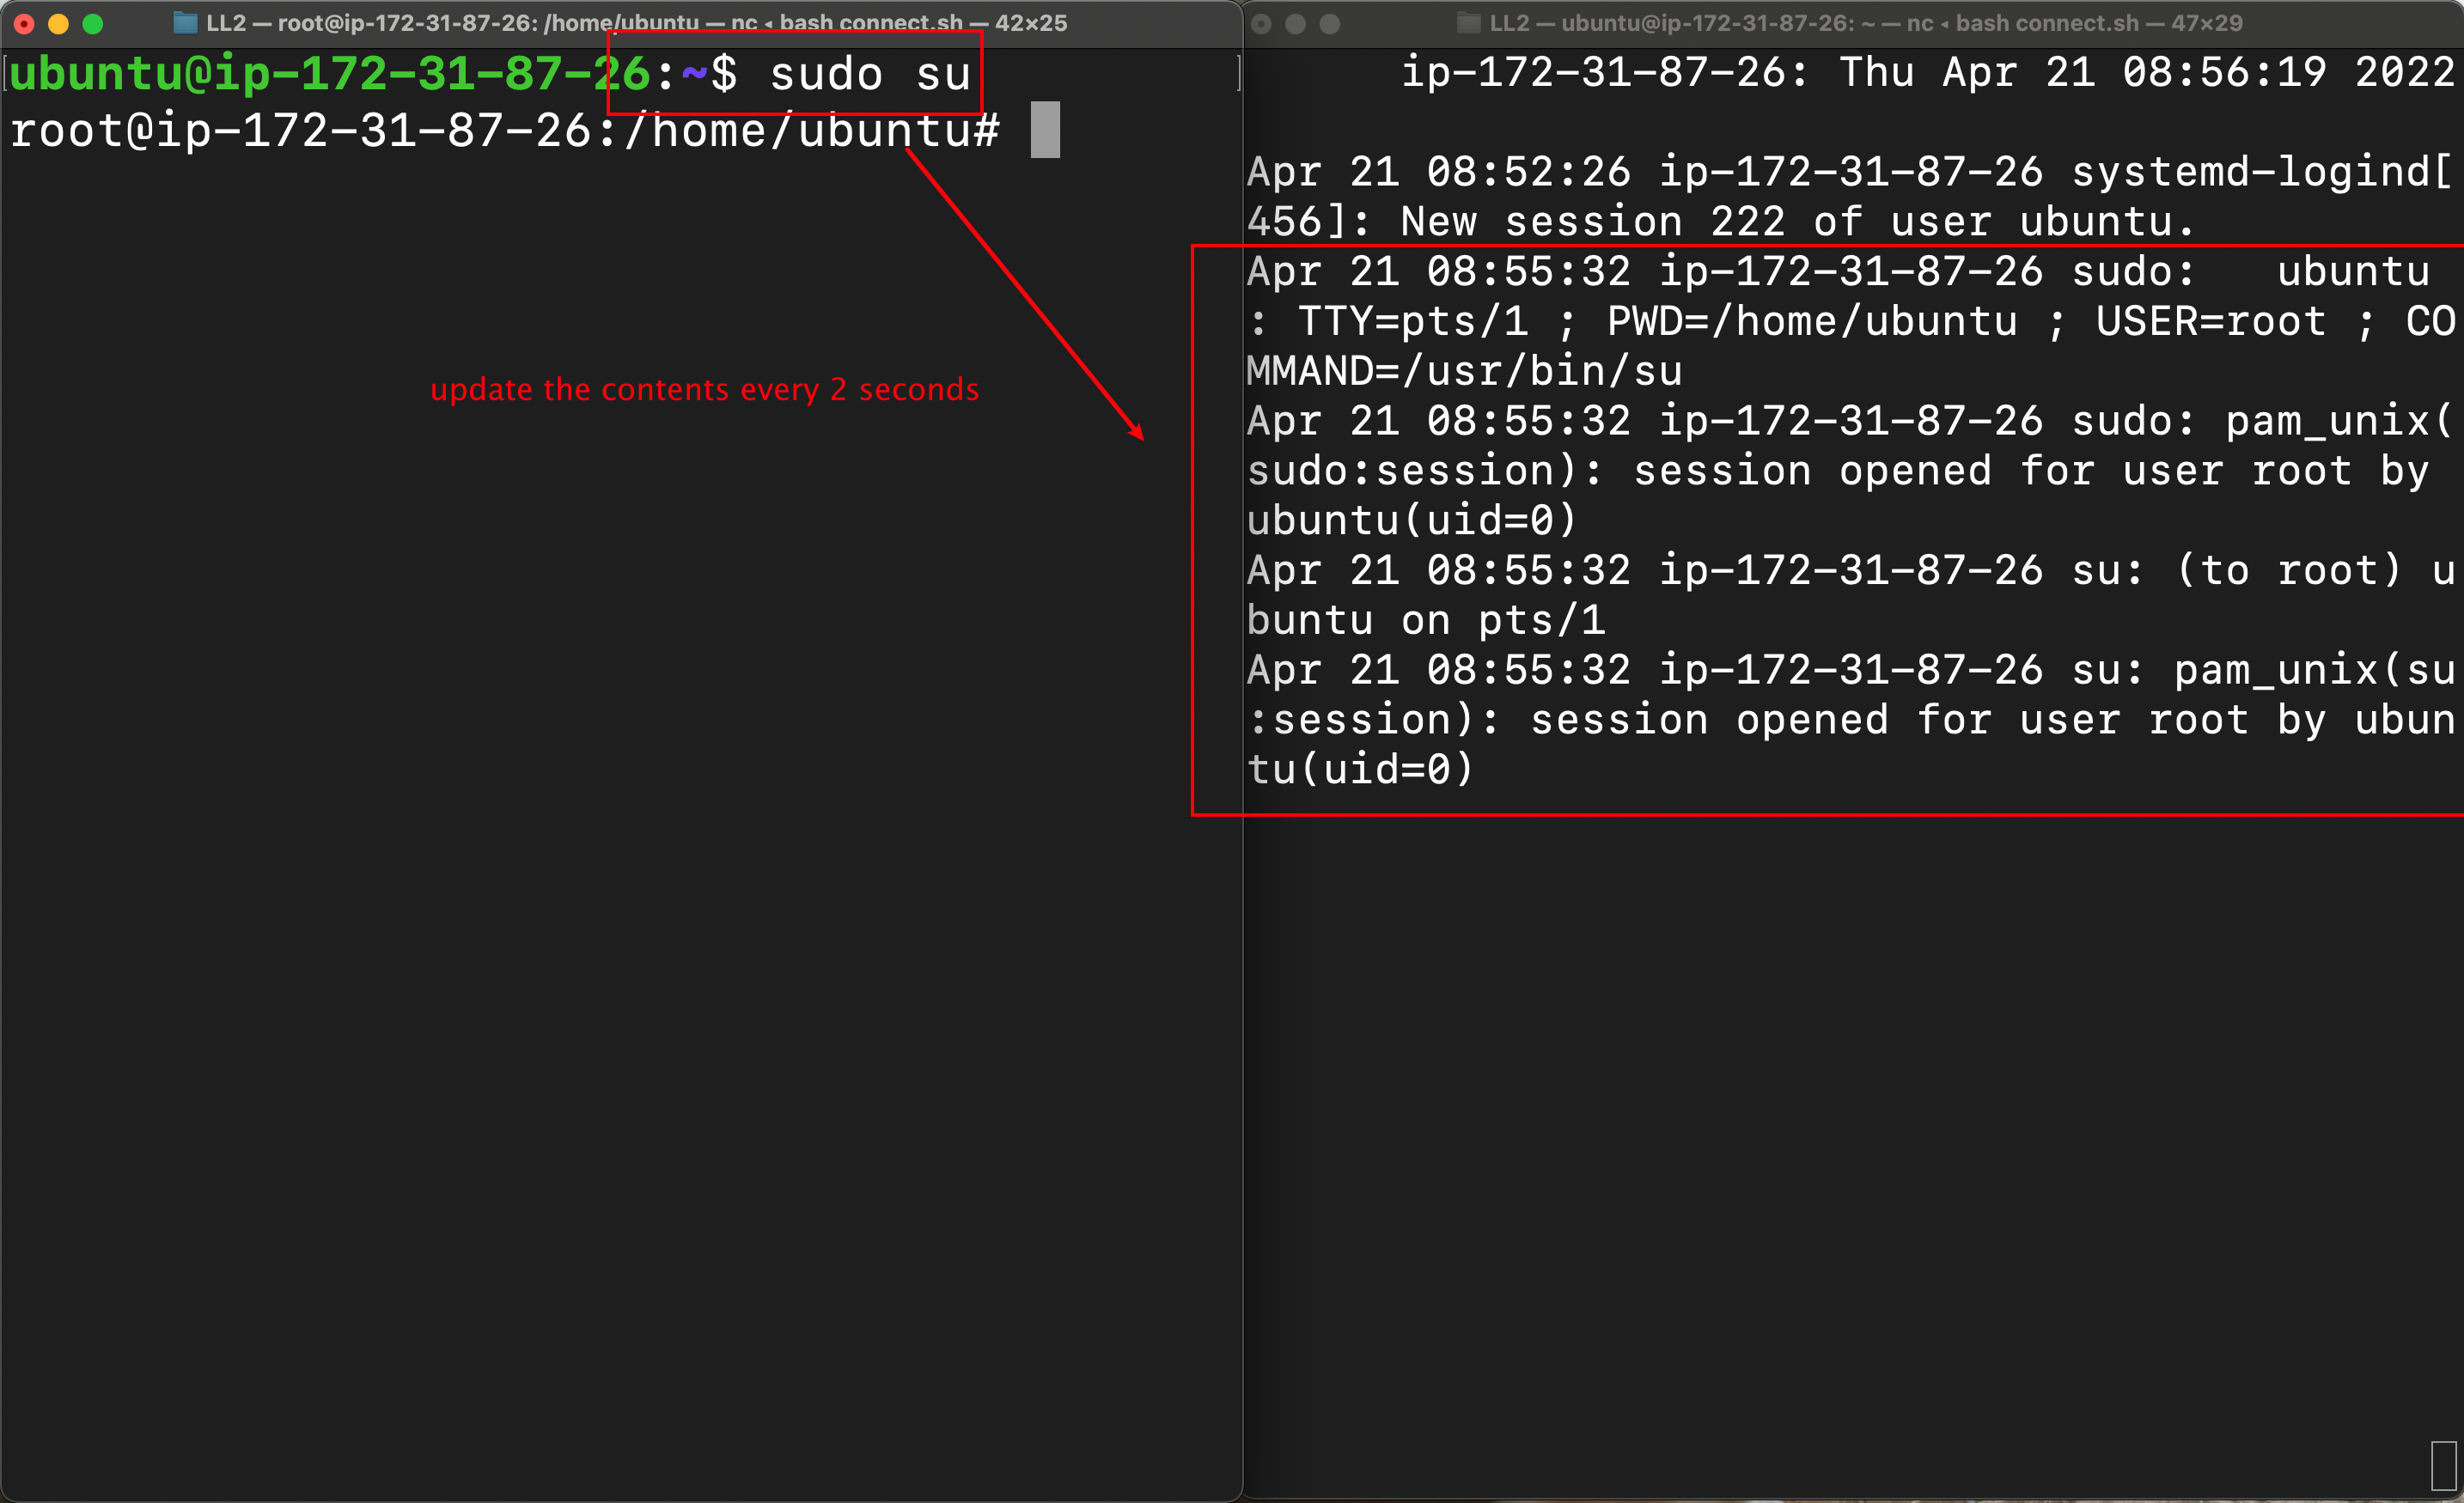 LL2 — root@ip-172-31-87-26: /home/ubuntu — nc ◂ bash connect.sh — 42×25
ubuntu@ip-172-31-87-26:~$ sudo su
root@ip-172-31-87-26:/home/ubuntu#
update the contents every 2 seconds
LL2 — ubuntu@ip-172-31-87-26: ~ — nc ◂ bash connect.sh — 47×29
ip-172-31-87-26: Thu Apr 21 08:56:19 2022
Apr 21 08:52:26 ip-172-31-87-26 systemd-logind[
456]: New session 222 of user ubuntu.
Apr 21 08:55:32 ip-172-31-87-26 sudo:   ubuntu
: TTY=pts/1 ; PWD=/home/ubuntu ; USER=root ; CO
MMAND=/usr/bin/su
Apr 21 08:55:32 ip-172-31-87-26 sudo: pam_unix(
sudo:session): session opened for user root by
ubuntu(uid=0)
Apr 21 08:55:32 ip-172-31-87-26 su: (to root) u
buntu on pts/1
Apr 21 08:55:32 ip-172-31-87-26 su: pam_unix(su
:session): session opened for user root by ubun
tu(uid=0)